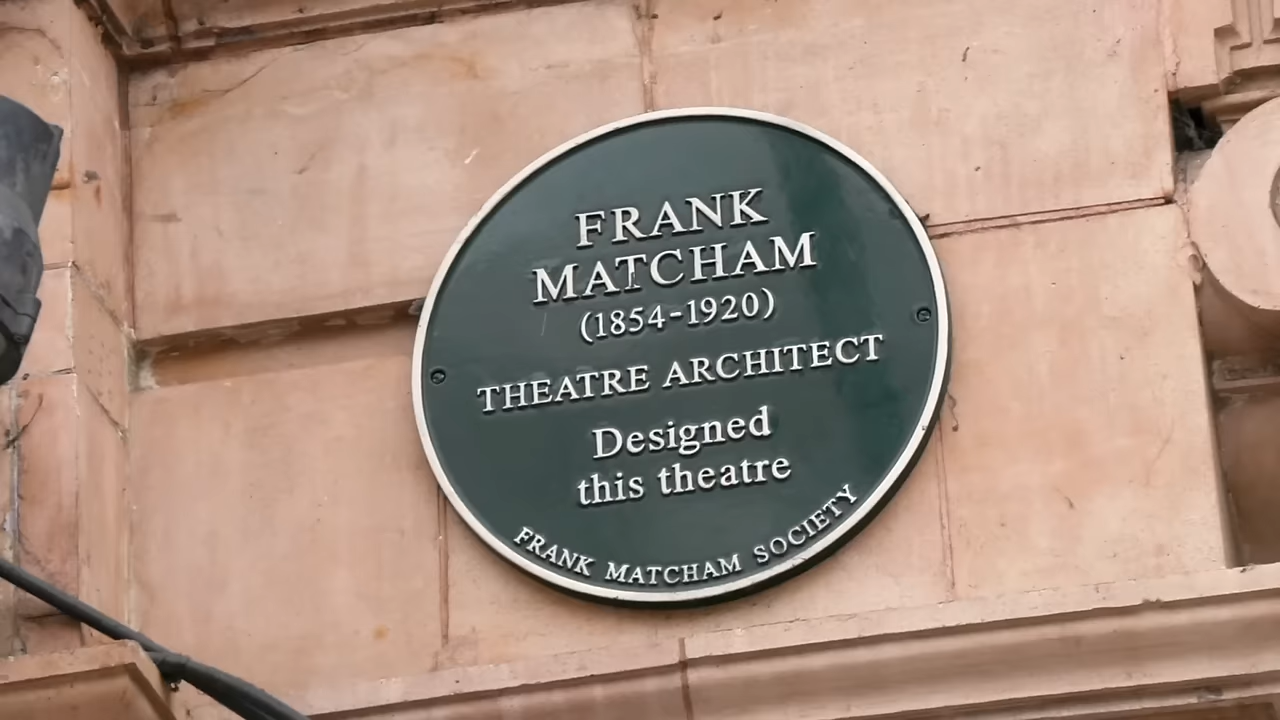 FRANK
MATCHAM
(1854-1920)
THEATRE ARCHITECT
Designed
this theatre
FRANK MATCHAM SOCIETY